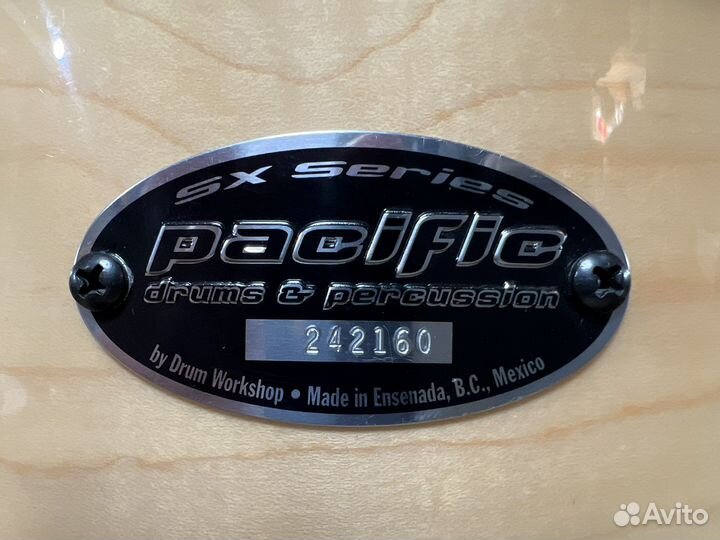 SX Series
pacific
drums & percussion
242160
by Drum Workshop • Made in Ensenada, B.C., Mexico
Avito